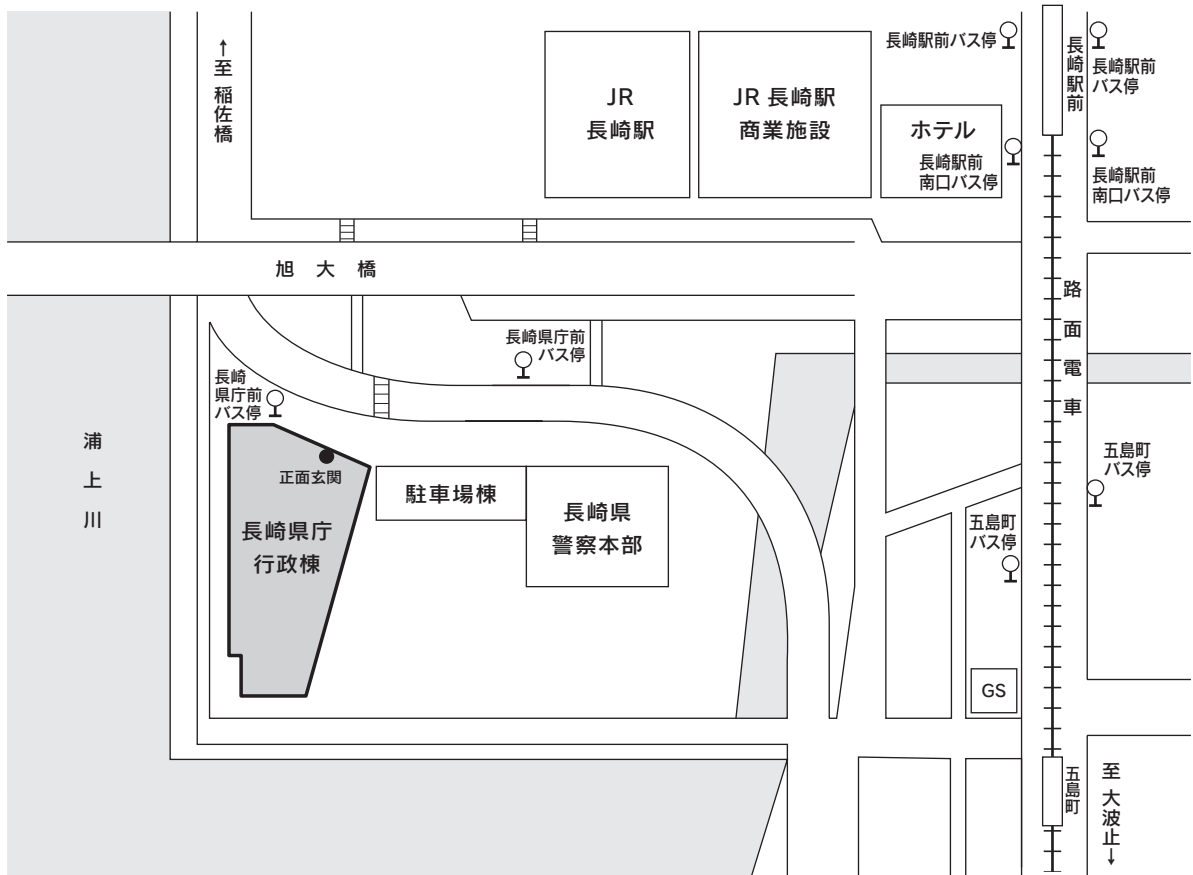 ↑至 稲佐橋
JR
長崎駅
JR 長崎駅
商業施設
長崎駅前バス停
ホテル
長崎駅前
南口バス停
長崎駅前
長崎駅前
バス停
長崎駅前
南口バス停
旭大橋
路面電車
長崎県庁前
バス停
長崎
県庁前
バス停
浦上川
正面玄関
長崎県庁
行政棟
駐車場棟
長崎県
警察本部
五島町
バス停
五島町
バス停
GS
五島町
至 大波止→